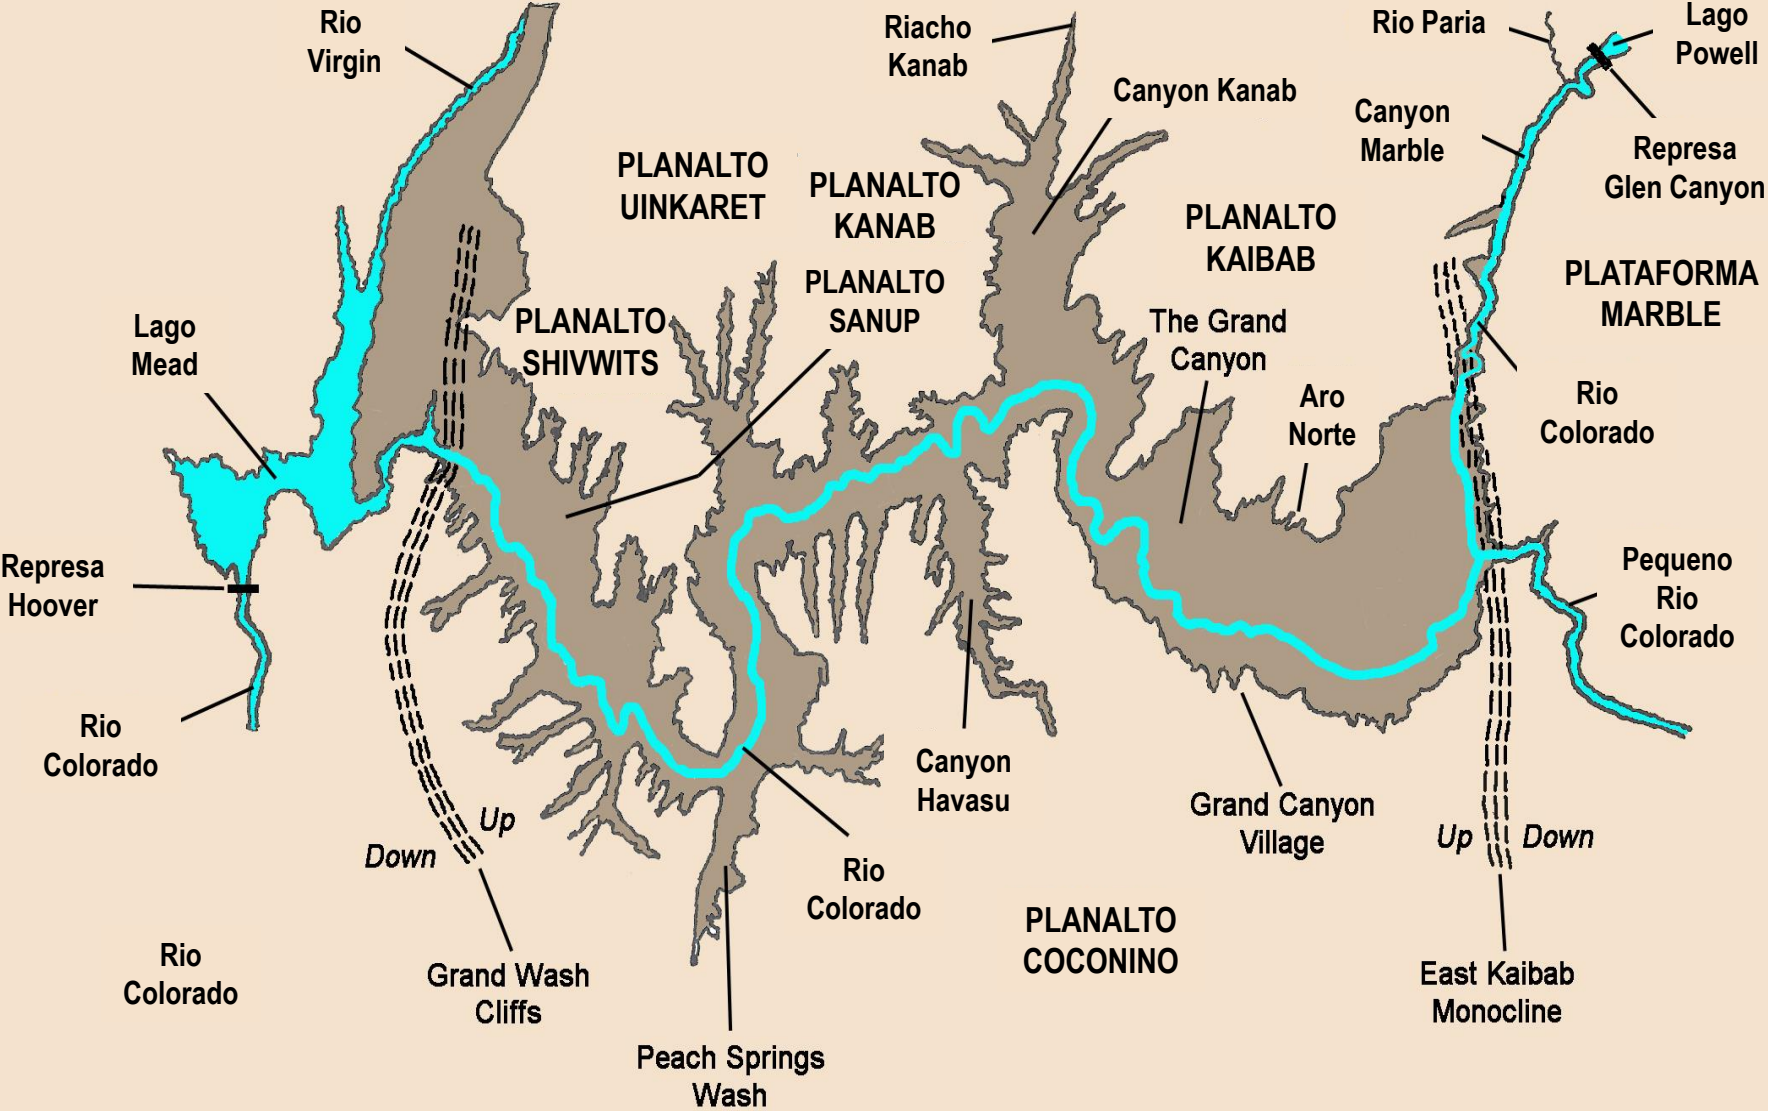 Rio
Virgin
Riacho
Kanab
Rio Paria
Lago
Powell
Canyon Kanab
Canyon
Marble
Represa
Glen Canyon
PLANALTO
UINKARET
PLANALTO
KANAB
PLANALTO
KAIBAB
PLATAFORMA
MARBLE
PLANALTO
SANUP
PLANALTO
SHIVWITS
Lago
Mead
The Grand
Canyon
Aro
Norte
Rio
Colorado
Represa
Hoover
Pequeno
Rio
Colorado
Rio
Colorado
Canyon
Havasu
Grand Canyon
Village
Up
Down
Up
Down
Rio
Colorado
PLANALTO
COCONINO
Rio
Colorado
Grand Wash
Cliffs
East Kaibab
Monocline
Peach Springs
Wash